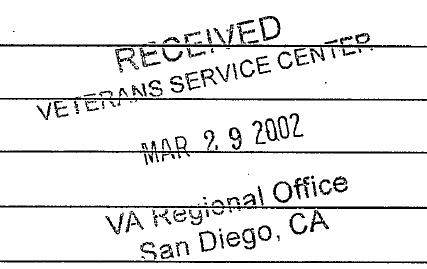 RECEIVED
VETERANS SERVICE CENTER
MAR 29 2002
VA Regional Office
San Diego, CA